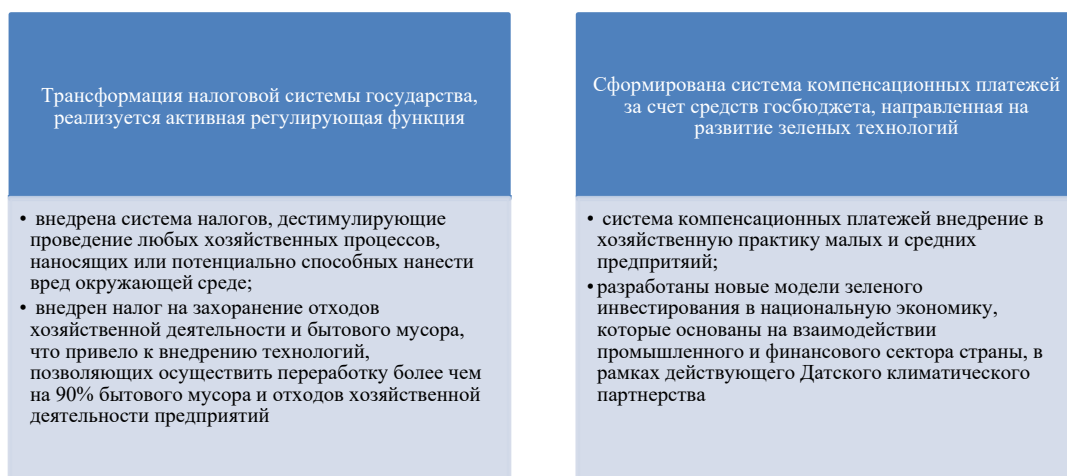 Трансформация налоговой системы государства,
реализуется активная регулирующая функция
• внедрена система налогов, дестимулирующие
проведение любых хозяйственных процессов,
наносящих или потенциально способных нанести
вред окружающей среде;
• внедрен налог на захоранение отходов
хозяйственной деятельности и бытового мусора,
что привело к внедрению технологий,
позволяющих осуществить переработку более чем
на 90% бытового мусора и отходов хозяйственной
деятельности предприятий
Сформирована система компенсационных платежей
за счет средств госбюджета, направленная на
развитие зеленых технологий
• система компенсационных платежей внедрение в
хозяйственную практику малых и средних
предпритяий;
• разработаны новые модели зеленого
инвестирования в национальную экономику,
которые основаны на взаимодействии
промышленного и финансового сектора страны, в
рамках действующего Датского климатического
партнерства